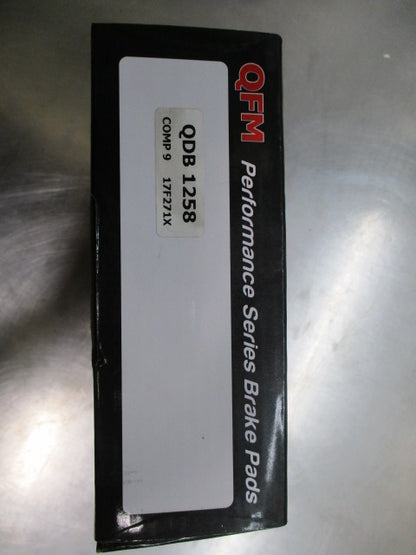 QFM Performance Series Brake Pads
QDB 1258
COMP 9 17F271X